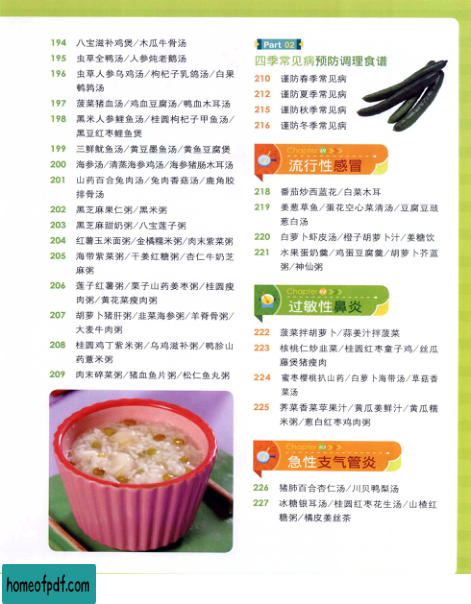 194 八宝滋补鸡煲/木瓜牛骨汤
195 虫草全鸭汤/人参炖老鹅汤
196 虫草人参乌鸡汤/枸杞子乳鸽汤/白果
鹌鹑汤
197 菠菜猪血汤/鸡血豆腐汤/鸭血木耳汤
198 黑米人参鲤鱼汤/桂圆枸杞子甲鱼汤/
黑豆红枣鲤鱼煲
199 三鲜鱿鱼汤/黄豆墨鱼汤/黄鱼豆腐煲
200 海参汤/清蒸海参鸡汤/海参猪肠木耳汤
201 山药百合兔肉汤/兔肉香菇汤/鹿角胶
排骨汤
202 黑芝麻果仁粥/黑米粥
203 黑芝麻甜奶粥/八宝莲子粥
204 红薯玉米面粥/金橘糯米粥/肉末紫菜粥
205 海带紫菜粥/干姜红糖粥/杏仁牛奶芝
麻粥
206 莲子红薯粥/栗子山药姜枣粥/桂圆瘦
肉粥/黄花菜瘦肉粥
207 胡萝卜猪肝粥/韭菜海参粥/羊脊骨粥/
大麦牛肉粥
208 桂圆鸡丁紫米粥/乌鸡滋补粥/鸭胗山
药薏米粥
209 肉末碎菜粥/猪血鱼片粥/松仁鱼丸粥
Part 02
四季常见病预防调理食谱
210 谨防春季常见病
212 谨防夏季常见病
215 谨防秋季常见病
216 谨防冬季常见病
Chapter 01
流行性感冒
218 番茄炒西蓝花/白菜木耳
219 姜葱草鱼/蛋花空心菜清汤/豆腐豆豉
葱白汤
220 白萝卜虾皮汤/橙子胡萝卜汁/姜糖饮
221 水果蛋奶羹/鸡蛋豆腐羹/胡萝卜芥蓝
粥/神仙粥
Chapter 02
过敏性鼻炎
222 菠菜拌胡萝卜/蒜姜汁拌菠菜
223 核桃仁炒韭菜/桂圆红枣童子鸡/丝瓜
藤煲猪瘦肉
224 蜜枣樱桃扒山药/白萝卜海带汤/草菇香
菜汤
225 荠菜香菜苹果汁/黄瓜姜鲜汁/黄瓜糯
米粥/葱白红枣鸡肉粥
Chapter 03
急性支气管炎
226 猪肺百合杏仁汤/川贝鸭梨汤
227 冰糖银耳汤/桂圆红枣花生汤/山楂红
糖粥/橘皮姜丝茶
homeofpdf.com